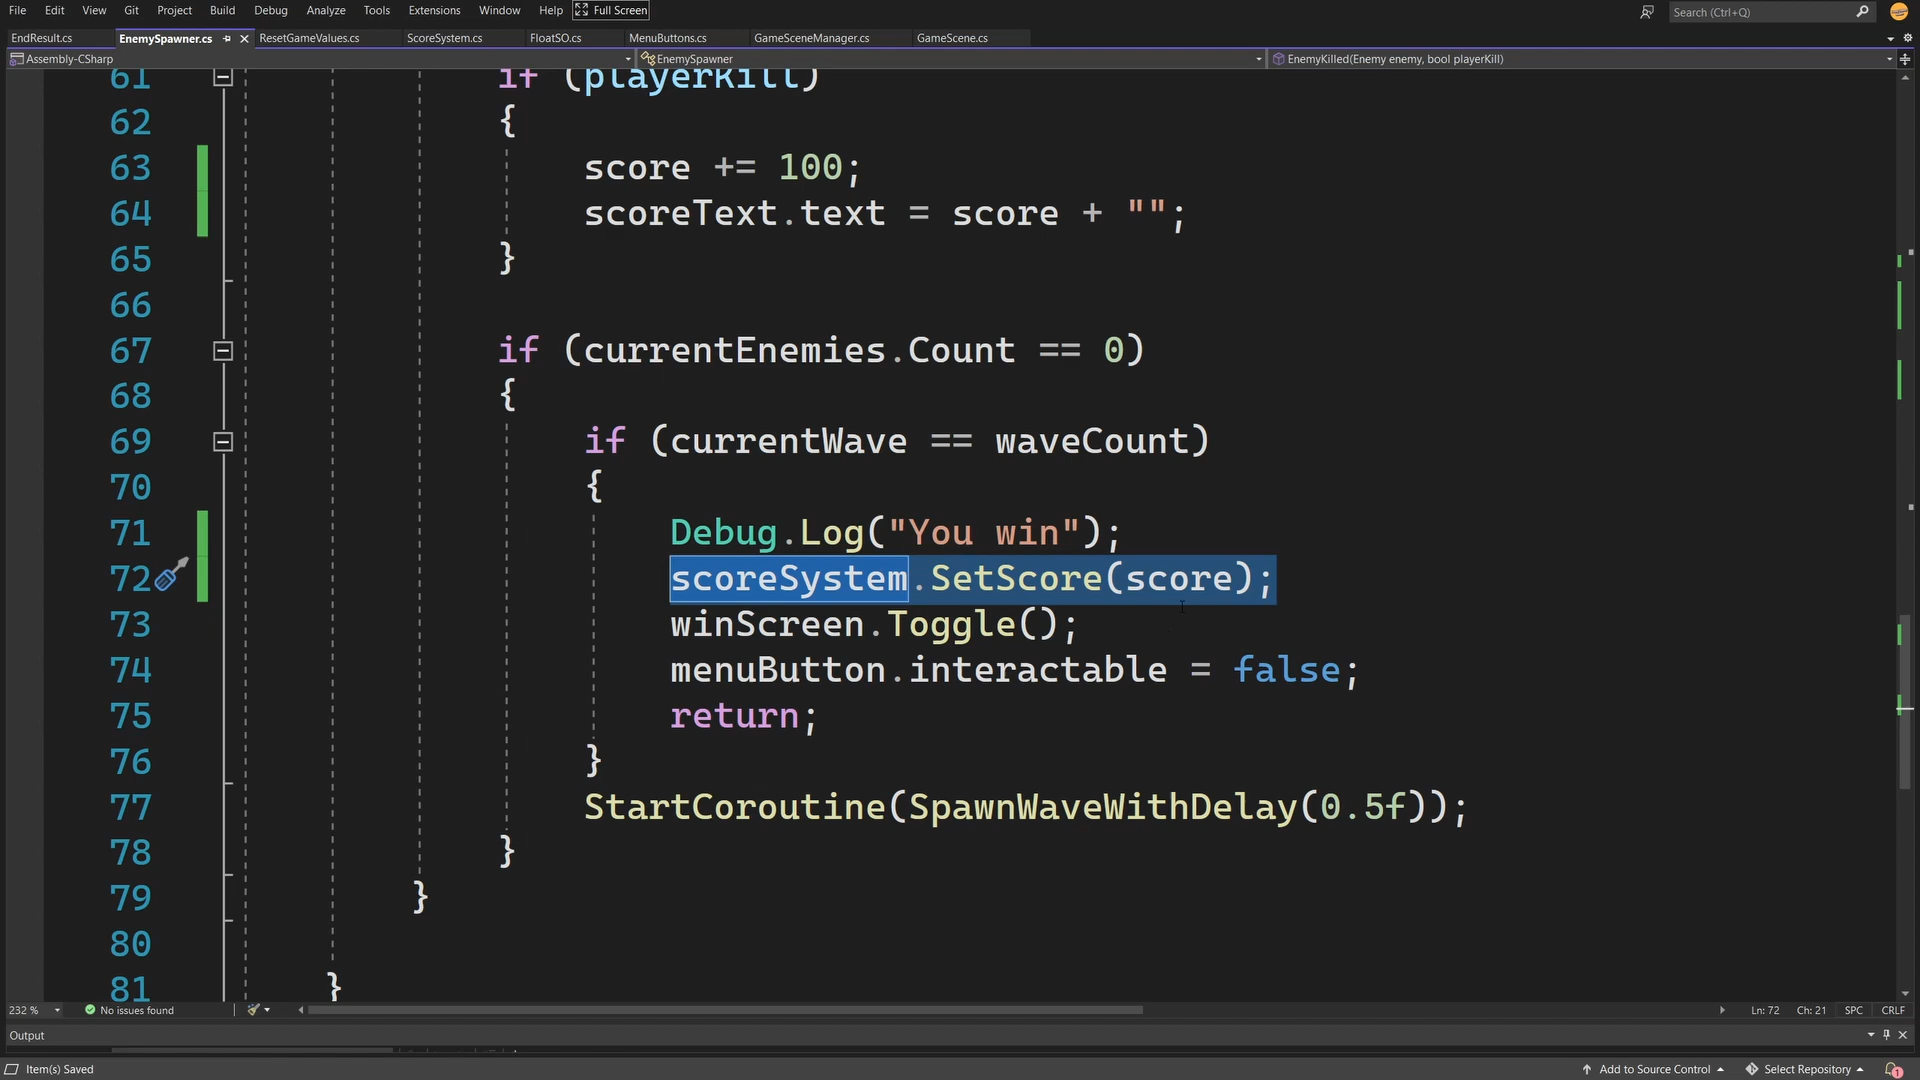 File Edit View Git Project Build Debug Analyze Tools Extensions Window Help Full Screen Search (Ctrl+Q)
EndResult.cs EnemySpawner.cs ResetGameValues.cs ScoreSystem.cs FloatSO.cs MenuButtons.cs GameSceneManager.cs GameScene.cs
Assembly-CSharp EnemySpawner EnemyKilled(Enemy enemy, bool playerKill)
61 if (playerKill)
62 {
63 score += 100;
64 scoreText.text = score + "";
65 }
66
67 if (currentEnemies.Count == 0)
68 {
69 if (currentWave == waveCount)
70 {
71 Debug.Log("You win");
72 scoreSystem.SetScore(score);
73 winScreen.Toggle();
74 menuButton.interactable = false;
75 return;
76 }
77 StartCoroutine(SpawnWaveWithDelay(0.5f));
78 }
79 }
80
81 }
232 % No issues found Ln: 72 Ch: 21 SPC CRLF
Output
Item(s) Saved Add to Source Control Select Repository 1